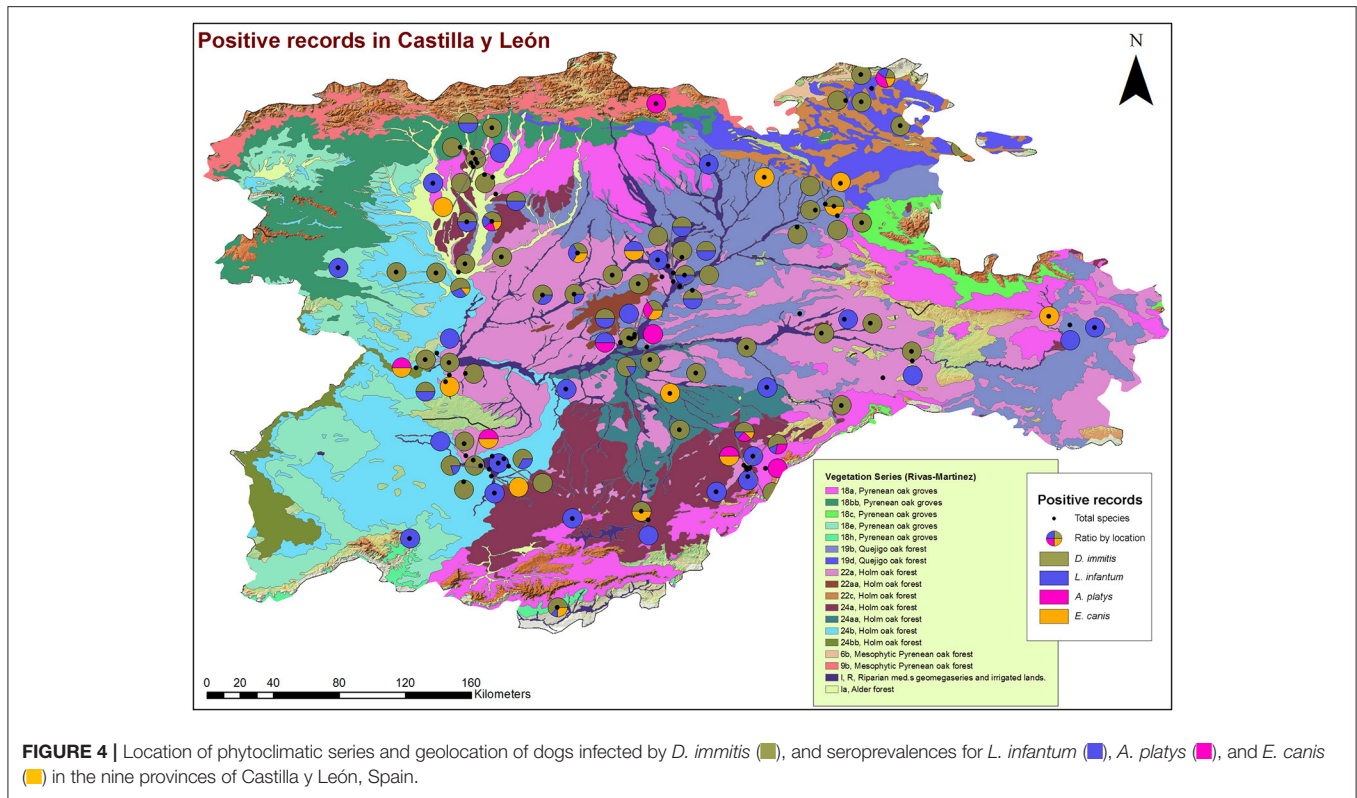 Positive records in Castilla y León
N
Vegetation Series (Rivas-Martinez)
18a, Pyrenean oak groves
18bb, Pyrenean oak groves
18c, Pyrenean oak groves
18e, Pyrenean oak groves
18h, Pyrenean oak groves
19b, Quejigo oak forest
19d, Quejigo oak forest
22a, Holm oak forest
22aa, Holm oak forest
22c, Holm oak forest
24a, Holm oak forest
24aa, Holm oak forest
24b, Holm oak forest
24bb, Holm oak forest
6b, Mesophytic Pyrenean oak forest
9b, Mesophytic Pyrenean oak forest
I, R, Riparian med.s geomegaseries and irrigated lands.
Ia, Alder forest
Positive records
Total species
Ratio by location
D. immitis
L. infantum
A. platys
E. canis
0 20 40 80 120 160
Kilometers
FIGURE 4 | Location of phytoclimatic series and geolocation of dogs infected by D. immitis (), and seroprevalences for L. infantum (), A. platys (), and E. canis
() in the nine provinces of Castilla y León, Spain.